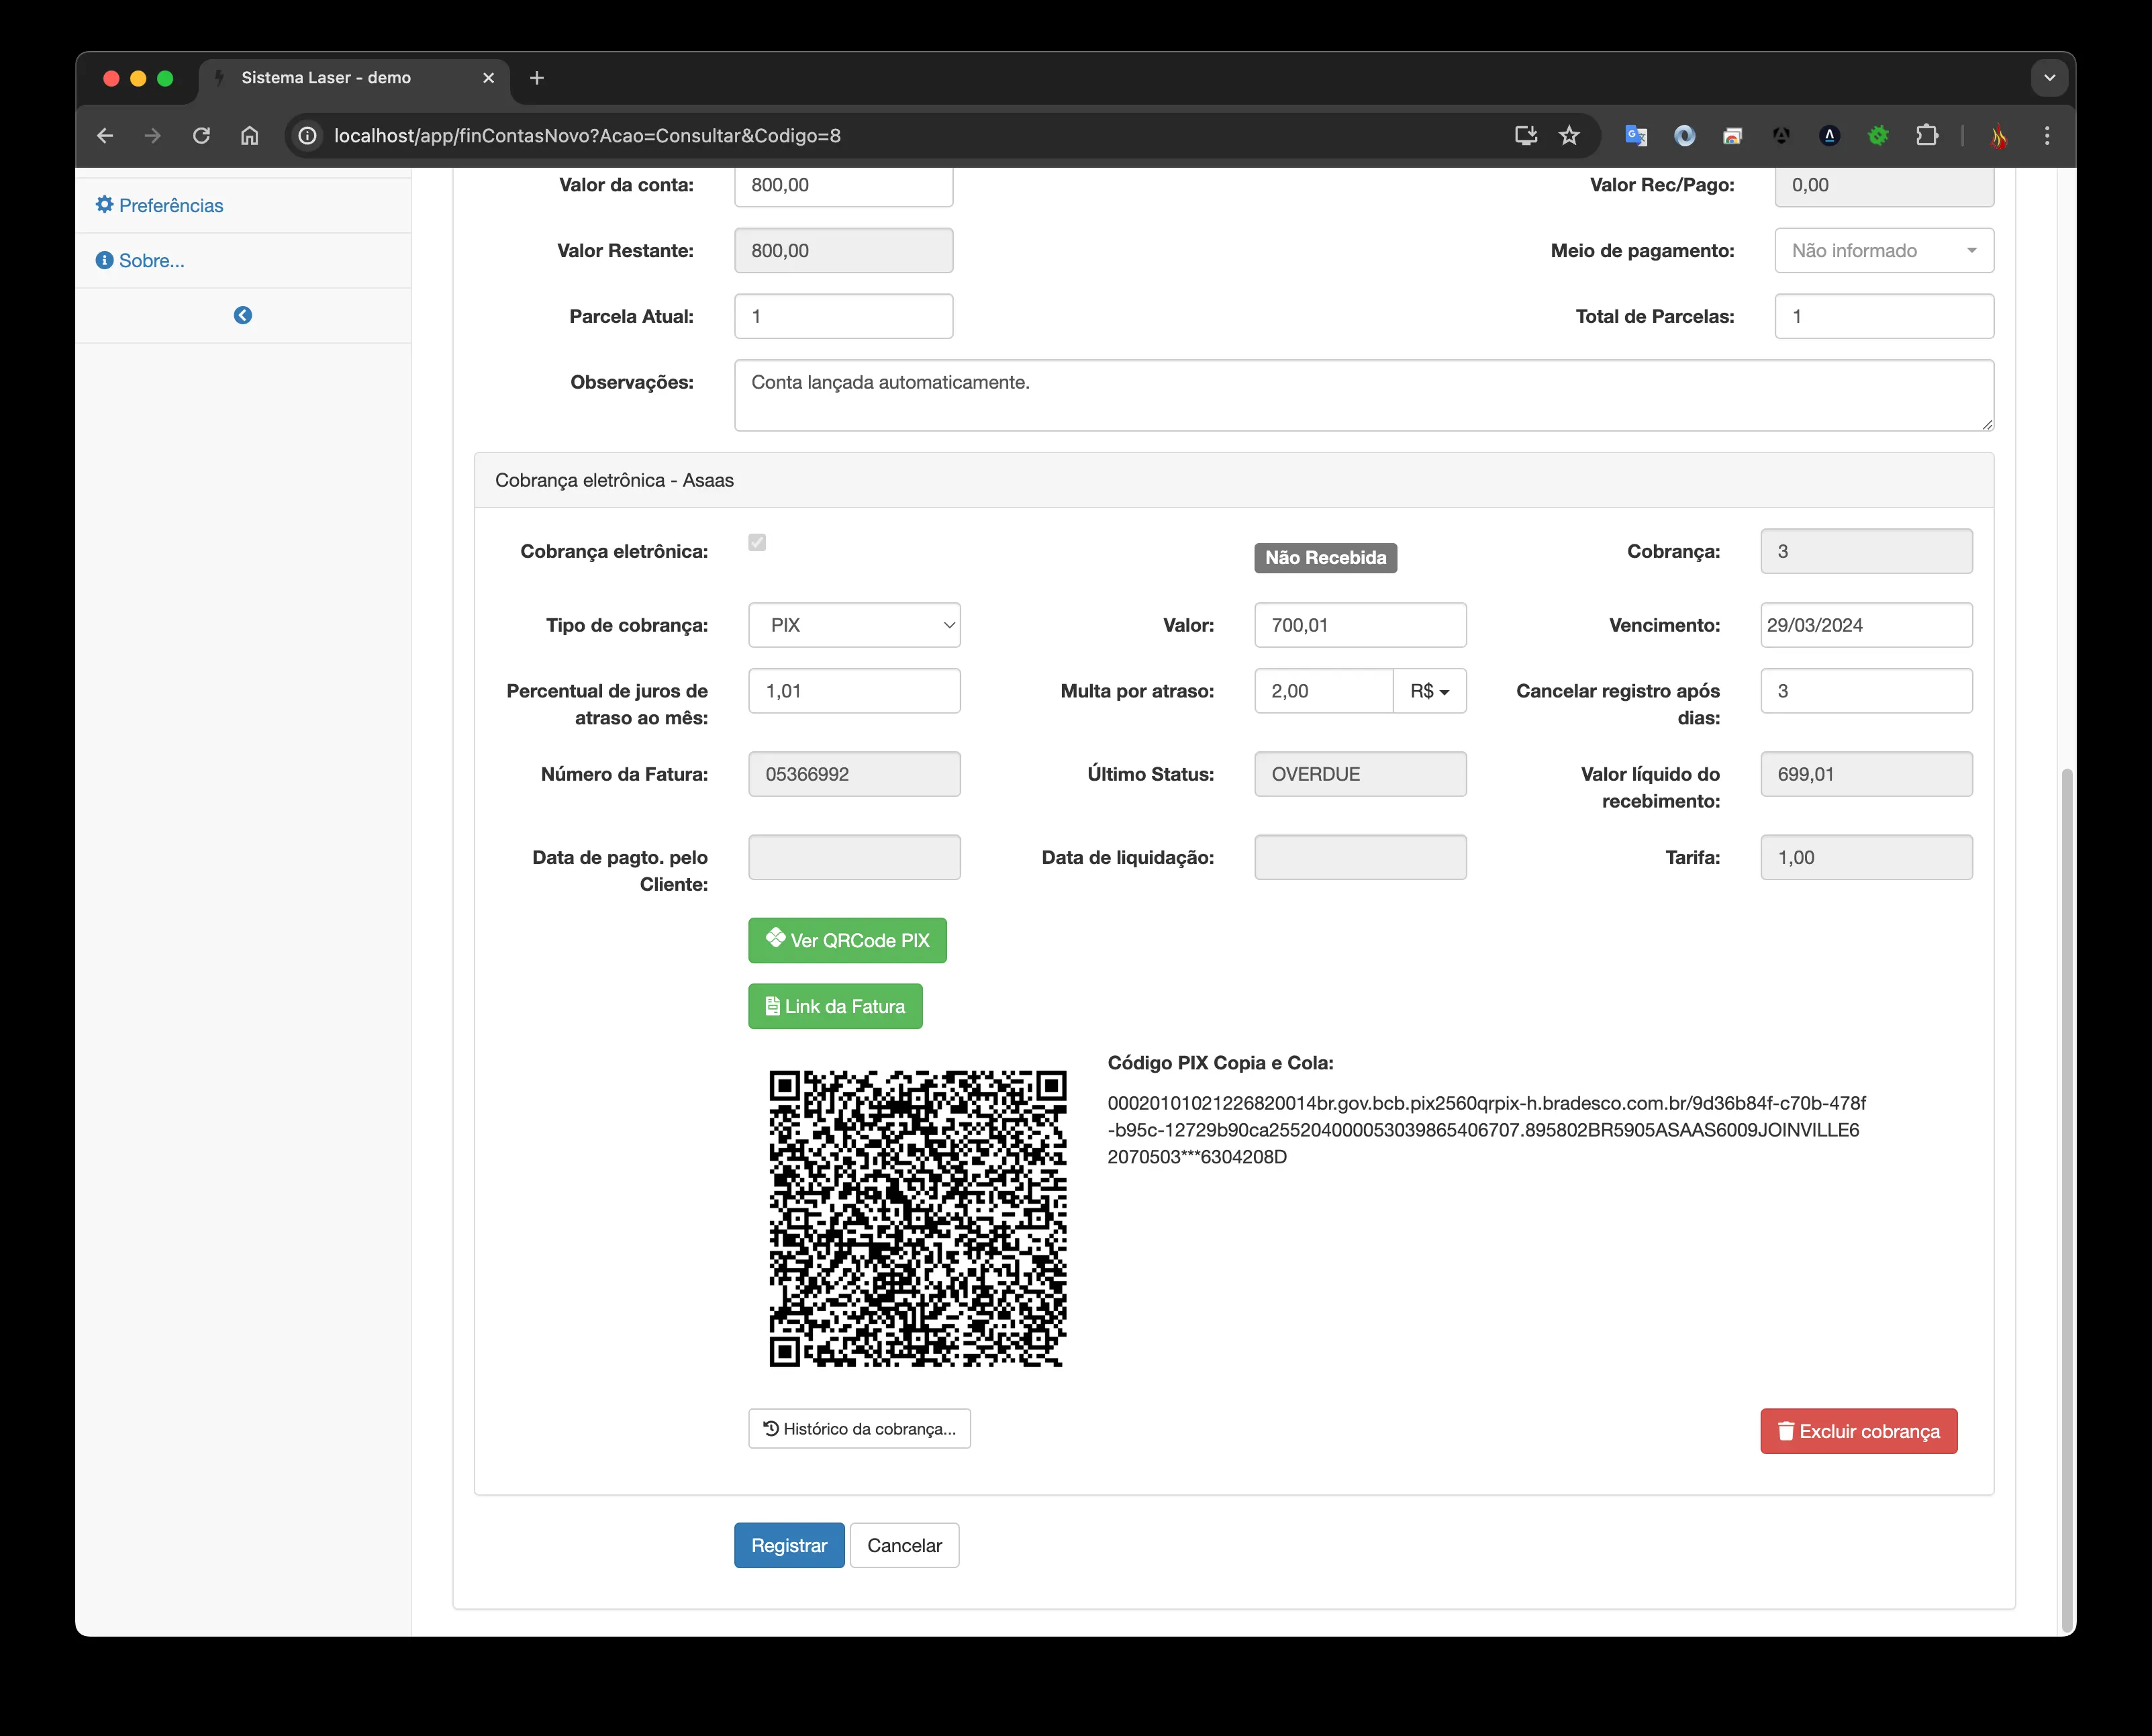 Sistema Laser - demo
localhost/app/finContasNovo?Acao=Consultar&Codigo=8
Preferências
Sobre...
Valor da conta: 800,00 Valor Rec/Pago: 0,00
Valor Restante: 800,00 Meio de pagamento: Não informado
Parcela Atual: 1 Total de Parcelas: 1
Observações: Conta lançada automaticamente.
Cobrança eletrônica - Asaas
Cobrança eletrônica: Não Recebida Cobrança: 3
Tipo de cobrança: PIX Valor: 700,01 Vencimento: 29/03/2024
Percentual de juros de atraso ao mês: 1,01 Multa por atraso: 2,00 R$ Cancelar registro após dias: 3
Número da Fatura: 05366992 Último Status: OVERDUE Valor líquido do recebimento: 699,01
Data de pagto. pelo Cliente: Data de liquidação: Tarifa: 1,00
Ver QRCode PIX
Link da Fatura
Código PIX Copia e Cola:
00020101021226820014br.gov.bcb.pix2560qrpix-h.bradesco.com.br/9d36b84f-c70b-478f
-b95c-12729b90ca255204000053039865406707.895802BR5905ASAAS6009JOINVILLE6
2070503***6304208D
Histórico da cobrança...
Excluir cobrança
Registrar Cancelar